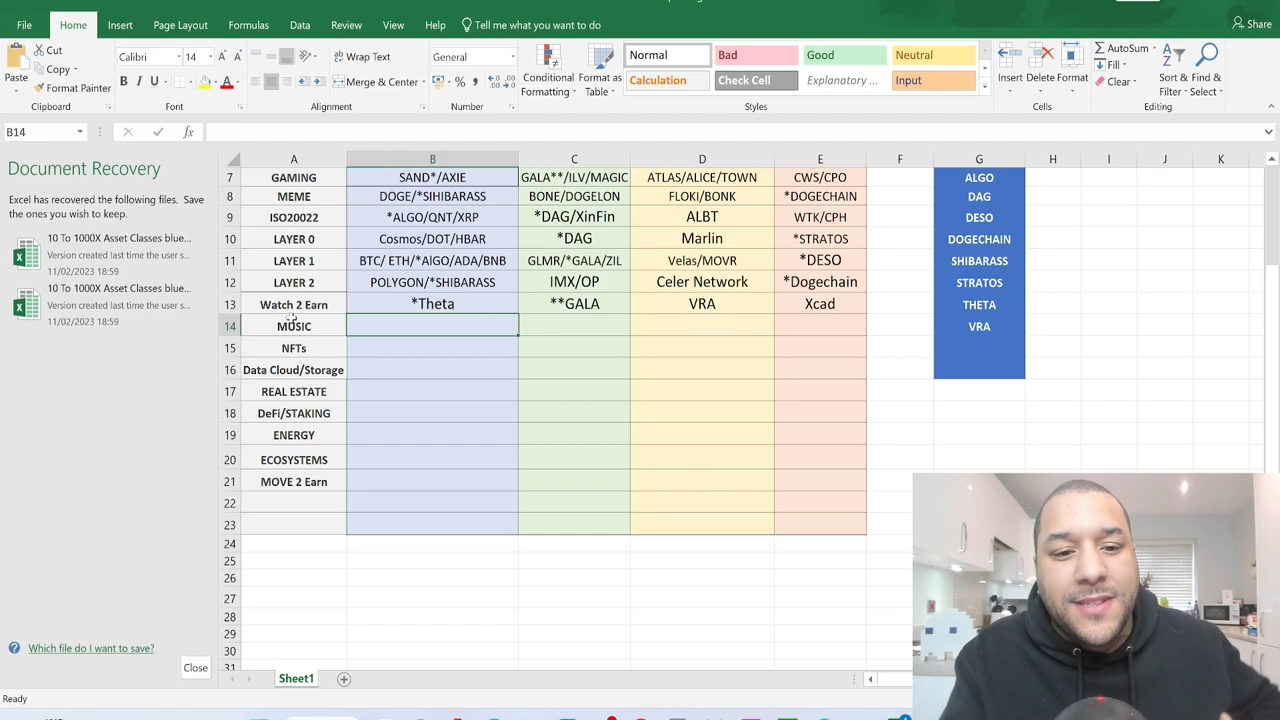 File Home Insert Page Layout Formulas Data Review View Help Tell me what you want to do Share
Paste Cut Copy Format Painter Clipboard
Calibri 14 A A B I U A Font
Wrap Text Merge & Center Alignment
General % , Number
Conditional Formatting Format as Table
Normal Bad Good Neutral
Calculation Check Cell Explanatory ... Input
Styles
Insert Delete Format Cells
AutoSum Fill Clear Sort & Filter Find & Select Editing
B14 fx
Document Recovery
Excel has recovered the following files. Save
the ones you wish to keep.
10 To 1000X Asset Classes blue...
Version created last time the user s...
11/02/2023 18:59
10 To 1000X Asset Classes blue...
Version created last time the user s...
11/02/2023 18:59
Which file do I want to save?
Close
A B C D E F G H I J K
7 GAMING SAND*/AXIE GALA**/ILV/MAGIC ATLAS/ALICE/TOWN CWS/CPO ALGO
8 MEME DOGE/*SIHIBARASS BONE/DOGELON FLOKI/BONK *DOGECHAIN DAG
9 ISO20022 *ALGO/QNT/XRP *DAG/XinFin ALBT WTK/CPH DESO
10 LAYER 0 Cosmos/DOT/HBAR *DAG Marlin *STRATOS DOGECHAIN
11 LAYER 1 BTC/ ETH/*AlGO/ADA/BNB GLMR/*GALA/ZIL Velas/MOVR *DESO SHIBARASS
12 LAYER 2 POLYGON/*SHIBARASS IMX/OP Celer Network *Dogechain STRATOS
13 Watch 2 Earn *Theta **GALA VRA Xcad THETA
14 MUSIC VRA
15 NFTs
16 Data Cloud/Storage
17 REAL ESTATE
18 DeFi/STAKING
19 ENERGY
20 ECOSYSTEMS
21 MOVE 2 Earn
22
23
24
25
26
27
28
29
30
31
Sheet1
Ready